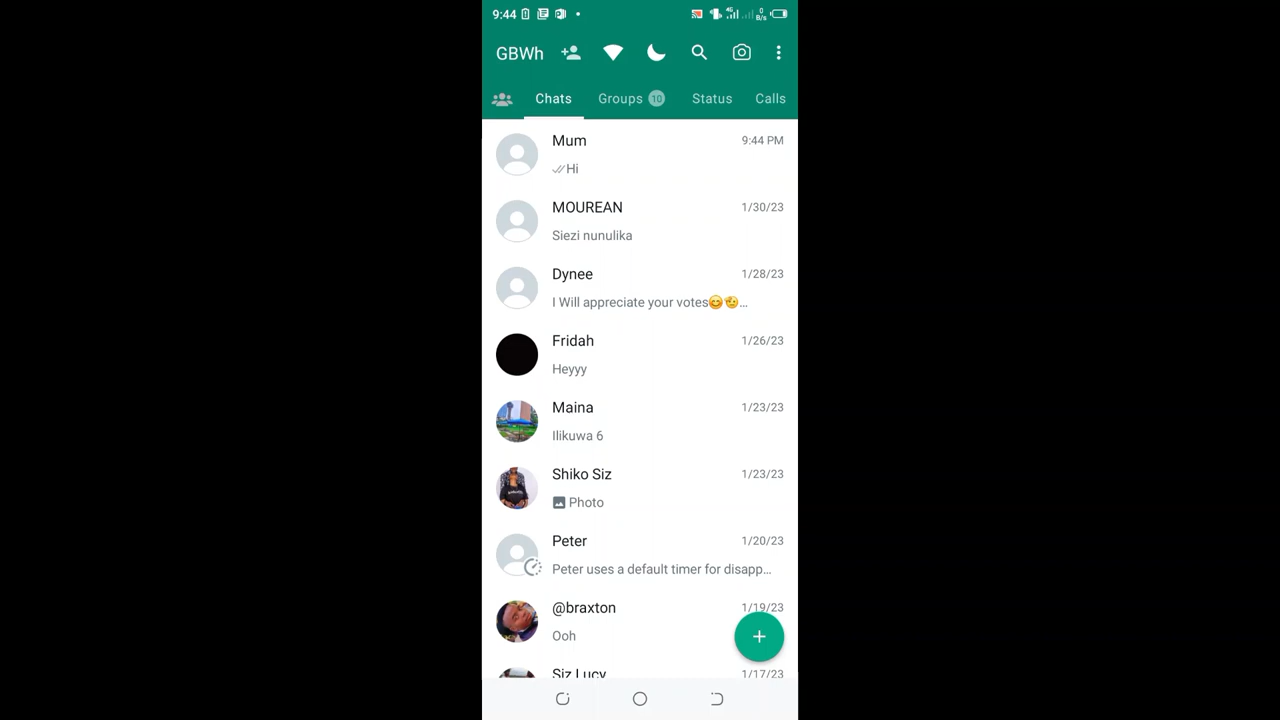 9:44
4G 0 B/s
GBWh
Chats Groups 10 Status Calls
Mum 9:44 PM
Hi
MOUREAN 1/30/23
Siezi nunulika
Dynee 1/28/23
I Will appreciate your votes😊🫡...
Fridah 1/26/23
Heyyy
Maina 1/23/23
Ilikuwa 6
Shiko Siz 1/23/23
Photo
Peter 1/20/23
Peter uses a default timer for disapp...
@braxton 1/19/23
Ooh
Siz Lucy 1/17/23